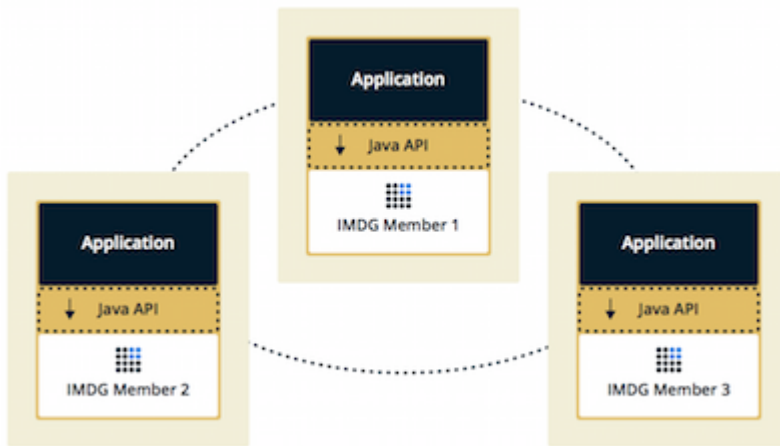 Application
Java API
IMDG Member 1
Application
Java API
IMDG Member 2
Application
Java API
IMDG Member 3